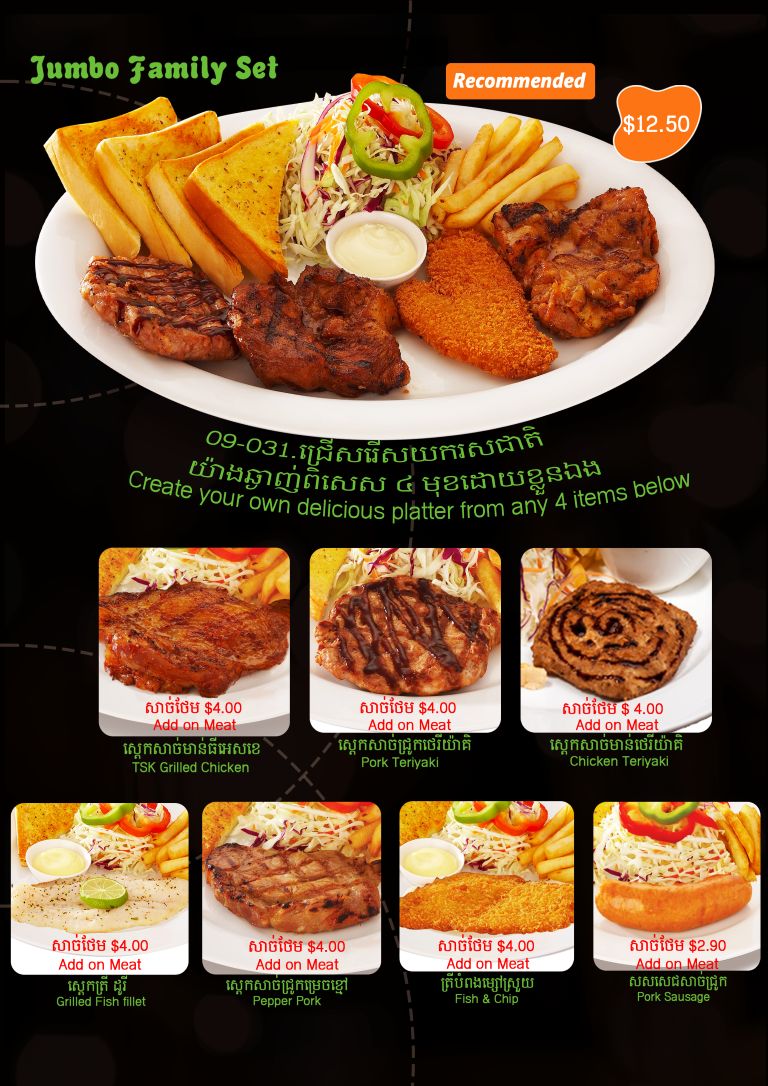 Jumbo Family Set
Recommended
$12.50
09-031.ជ្រើសរើសយករសជាតិ
យ៉ាងឆ្ងាញ់ពិសេស ៤ មុខដោយខ្លួនឯង
Create your own delicious platter from any 4 items below
សាច់ថែម $4.00
Add on Meat
ស្តេកសាច់មាន់ធីអេសខេ
TSK Grilled Chicken
សាច់ថែម $4.00
Add on Meat
ស្តេកសាច់ជ្រូកថេរីយ៉ាគិ
Pork Teriyaki
សាច់ថែម $ 4.00
Add on Meat
ស្តេកសាច់មាន់ថេរីយ៉ាគិ
Chicken Teriyaki
សាច់ថែម $4.00
Add on Meat
ស្តេកត្រី ដូរី
Grilled Fish fillet
សាច់ថែម $4.00
Add on Meat
ស្តេកសាច់ជ្រូកម្រេចខ្មៅ
Pepper Pork
សាច់ថែម $4.00
Add on Meat
ត្រីបំពងម្សៅស្រួយ
Fish & Chip
សាច់ថែម $2.90
Add on Meat
សសសេជសាច់ជ្រូក
Pork Sausage